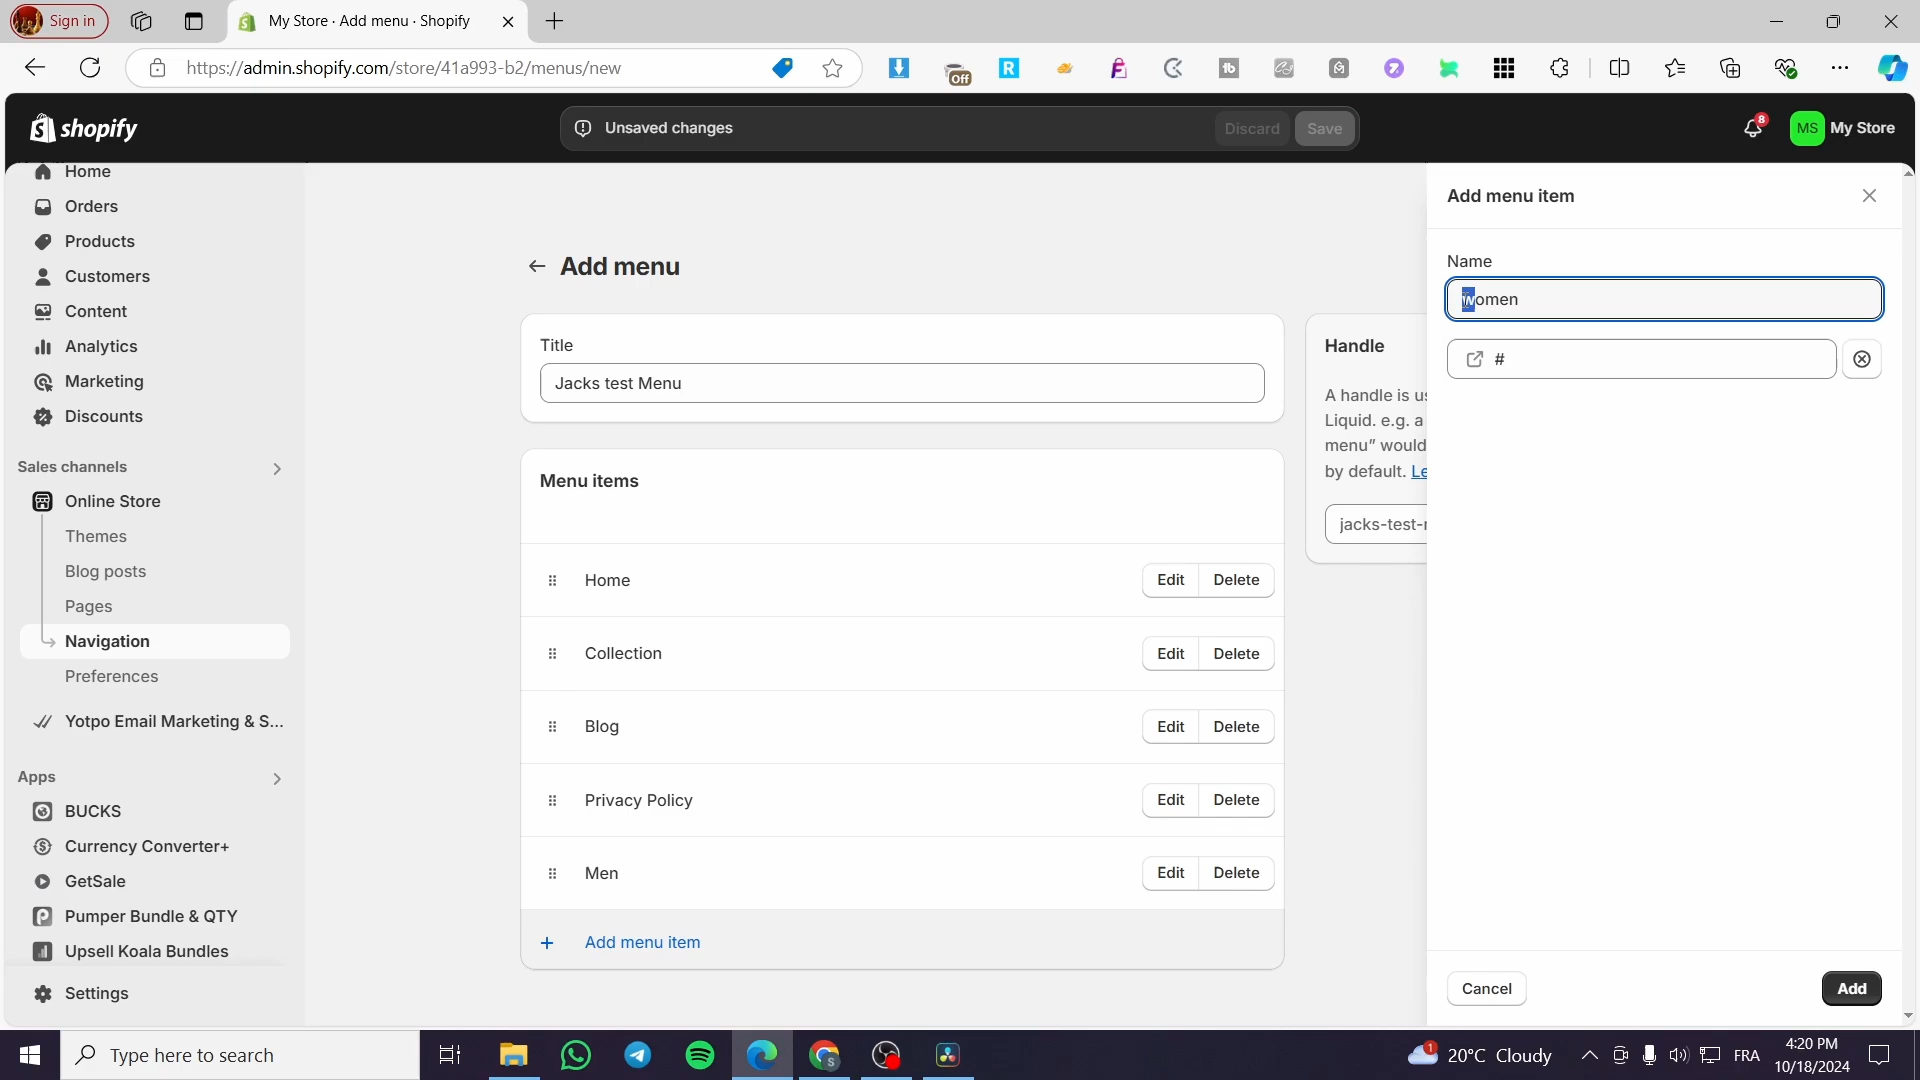 Sign in
My Store · Add menu · Shopify
https://admin.shopify.com/store/41a993-b2/menus/new
Off
shopify
Unsaved changes
Discard
Save
8
MS
My Store
Home
Orders
Products
Customers
Content
Analytics
Marketing
Discounts
Sales channels
Online Store
Themes
Blog posts
Pages
Navigation
Preferences
Yotpo Email Marketing & S...
Apps
BUCKS
Currency Converter+
GetSale
Pumper Bundle & QTY
Upsell Koala Bundles
Settings
Add menu
Title
Jacks test Menu
Menu items
Home
Edit
Delete
Collection
Edit
Delete
Blog
Edit
Delete
Privacy Policy
Edit
Delete
Men
Edit
Delete
Add menu item
Handle
A handle is us
Liquid. e.g. a
menu” would
by default. Le
jacks-test-
Add menu item
Name
Women
#
Cancel
Add
Type here to search
1
20°C Cloudy
FRA
4:20 PM
10/18/2024